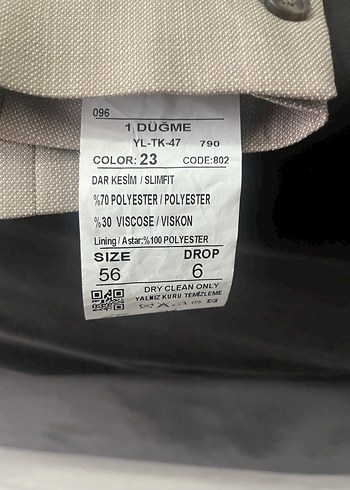 096
1 DÜĞME
YL-TK-47 790
COLOR: 23 CODE:802
DAR KESİM / SLIMFIT
%70 POLYESTER / POLYESTER
%30 VISCOSE / VISKON
Lining / Astar:%100 POLYESTER
SIZE DROP
56 6
DRY CLEAN ONLY
YALNIZ KURU TEMİZLEME